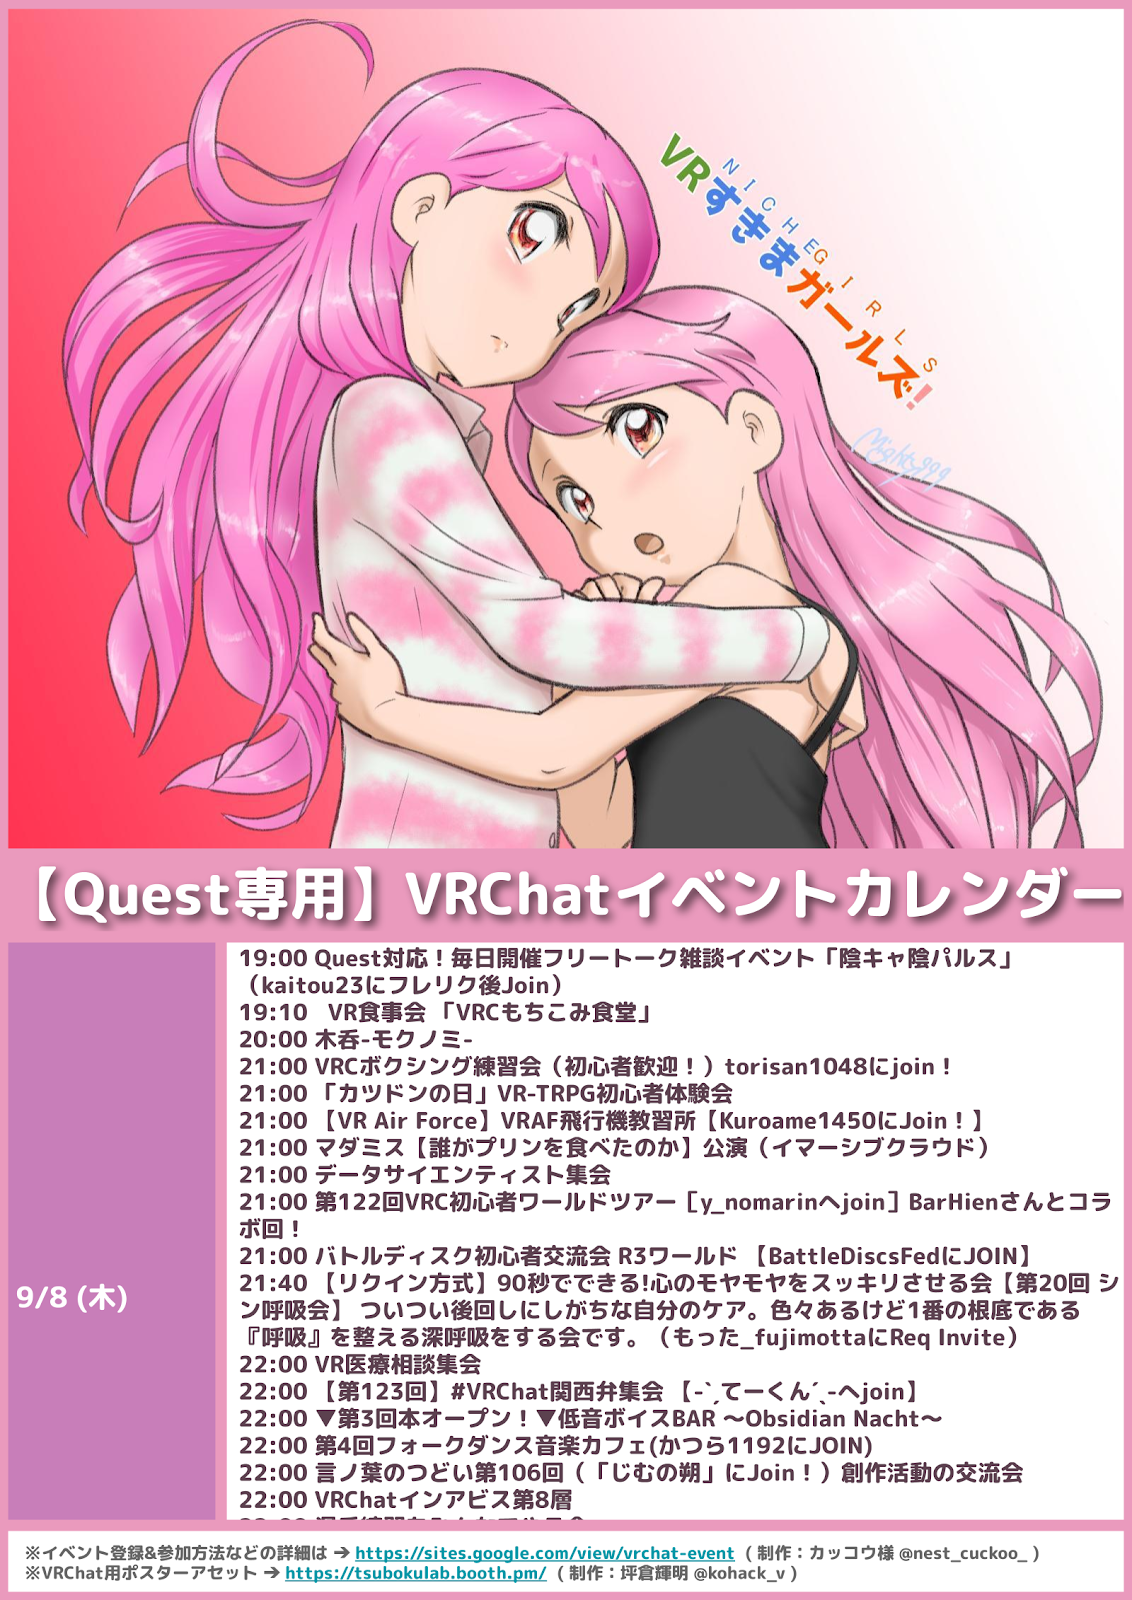 VRすきまガールズ!
NICHE GIRLS
Mighty999
【Quest専用】VRChatイベントカレンダー
9/8 (木)
19:00 Quest対応！毎日開催フリートーク雑談イベント「陰キャ陰パルス」
（kaitou23にフレリク後Join）
19:10　VR食事会 「VRCもちこみ食堂」
20:00 木呑-モクノミ-
21:00 VRCボクシング練習会（初心者歓迎！）torisan1048にjoin！
21:00 「カツドンの日」VR-TRPG初心者体験会
21:00 【VR Air Force】VRAF飛行機教習所【Kuroame1450にJoin！】
21:00 マダミス【誰がプリンを食べたのか】公演（イマーシブクラウド）
21:00 データサイエンティスト集会
21:00 第122回VRC初心者ワールドツアー［y_nomarinへjoin］BarHienさんとコラ
ボ回！
21:00 バトルディスク初心者交流会 R3ワールド 【BattleDiscsFedにJOIN】
21:40 【リクイン方式】90秒でできる!心のモヤモヤをスッキリさせる会【第20回 シ
ン呼吸会】 ついつい後回しにしがちな自分のケア。色々あるけど1番の根底である
『呼吸』を整える深呼吸をする会です。（もった_fujimottaにReq Invite）
22:00 VR医療相談集会
22:00 【第123回】#VRChat関西弁集会 【-`ˏてーくんˊˎ-へjoin】
22:00 ▼第3回本オープン！▼低音ボイスBAR ～Obsidian Nacht～
22:00 第4回フォークダンス音楽カフェ(かつら1192にJOIN)
22:00 言ノ葉のつどい第106回（「じむの朔」にJoin！）創作活動の交流会
22:00 VRChatインアビス第8層
※イベント登録&参加方法などの詳細は ➔ https://sites.google.com/view/vrchat-event （ 制作：カッコウ様 @nest_cuckoo_ ）
※VRChat用ポスターアセット ➔ https://tsubokulab.booth.pm/ （ 制作：坪倉輝明 @kohack_v ）